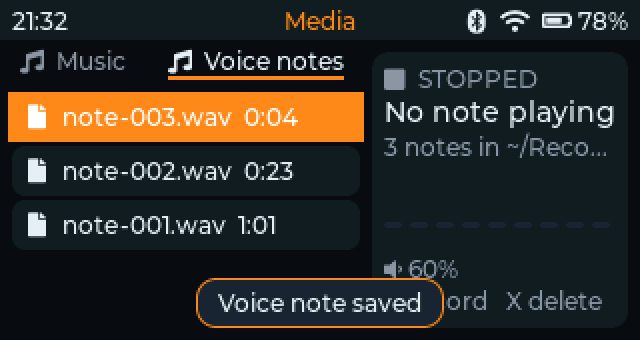 21:32 Media 78%
Music Voice notes
note-003.wav 0:04
note-002.wav 0:23
note-001.wav 1:01
STOPPED
No note playing
3 notes in ~/Reco...
60%
X delete
Voice note saved